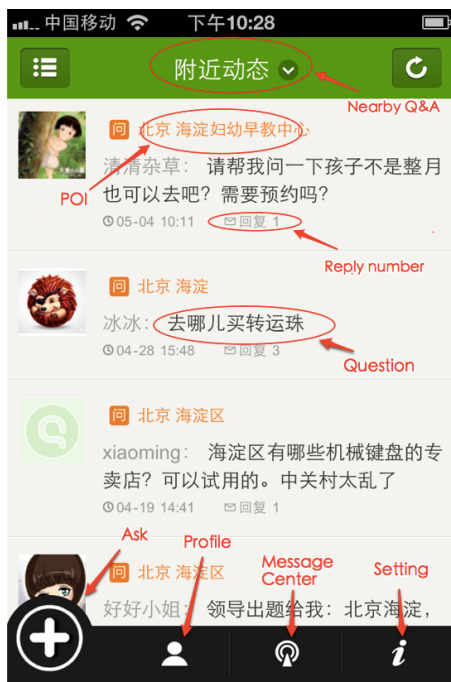 中国移动 下午10:28
附近动态
Nearby Q&A
问 北京 海淀妇幼早教中心
清清杂草： 请帮我问一下孩子不是整月
POI
也可以去吧？需要预约吗？
05-04 10:11 回复 1
Reply number
问 北京 海淀
冰冰： 去哪儿买转运珠
04-28 15:48 回复 3
Question
问 北京 海淀区
xiaoming： 海淀区有哪些机械键盘的专
卖店？可以试用的。中关村太乱了
04-19 14:41 回复 1
Ask
Profile
Message
Center
Setting
问 北京 海淀区
好好小姐： 领导出题给我：北京海淀，